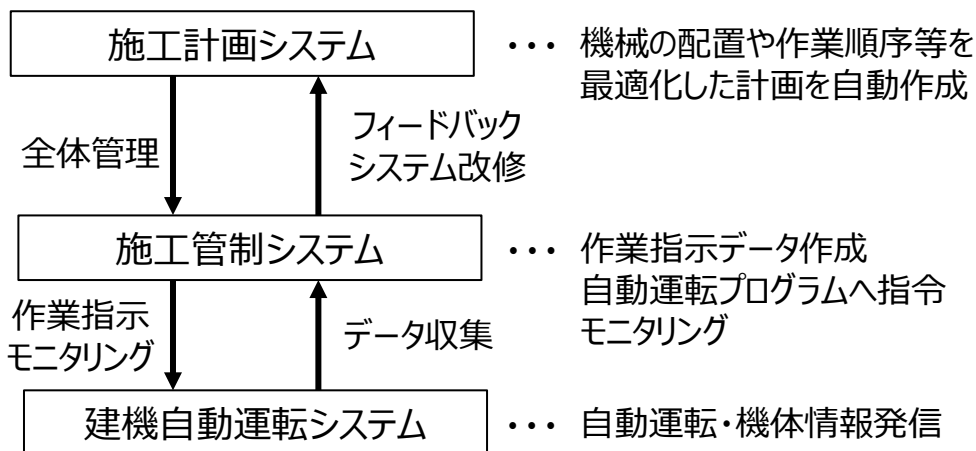 施工計画システム
・・・ 機械の配置や作業順序等を
最適化した計画を自動作成
全体管理
フィードバック
システム改修
施工管制システム
・・・ 作業指示データ作成
自動運転プログラムへ指令
モニタリング
作業指示
モニタリング
データ収集
建機自動運転システム
・・・ 自動運転・機体情報発信